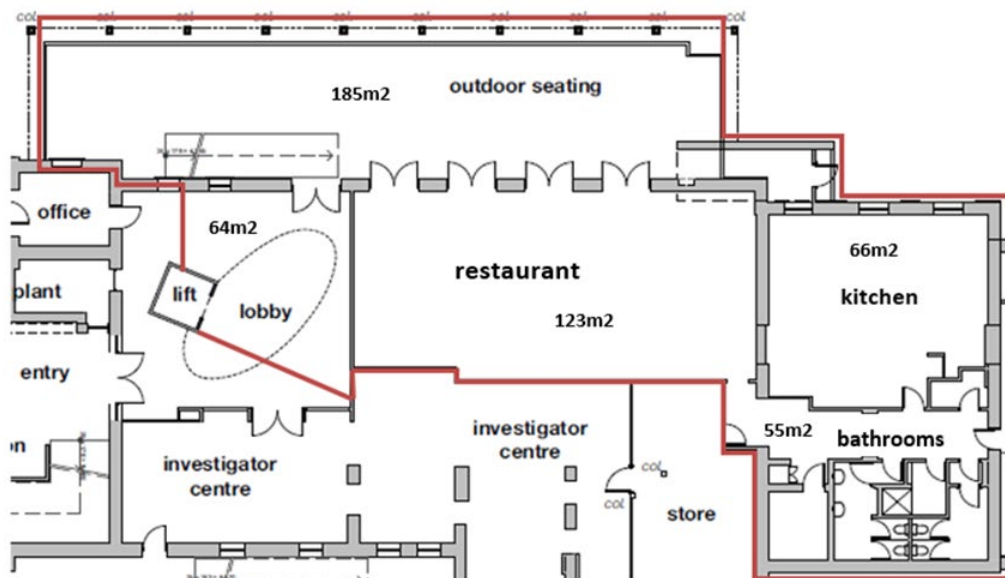 col
col
col
col
col
col
col
col
col
col
185m2
outdoor seating
office
64m2
66m2
lift
restaurant
plant
lobby
kitchen
123m2
entry
investigator
centre
55m2
bathrooms
on
investigator
centre
col
col
store